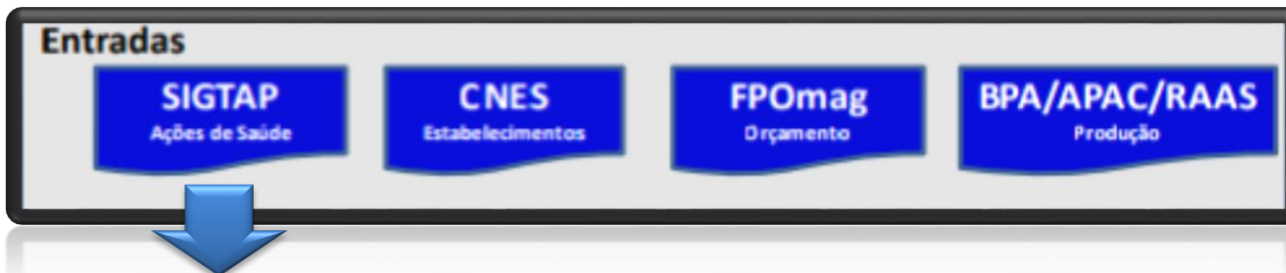 Entradas
SIGTAP
Ações de Saúde
CNES
Estabelecimentos
FPOmag
Orçamento
BPA/APAC/RAAS
Produção